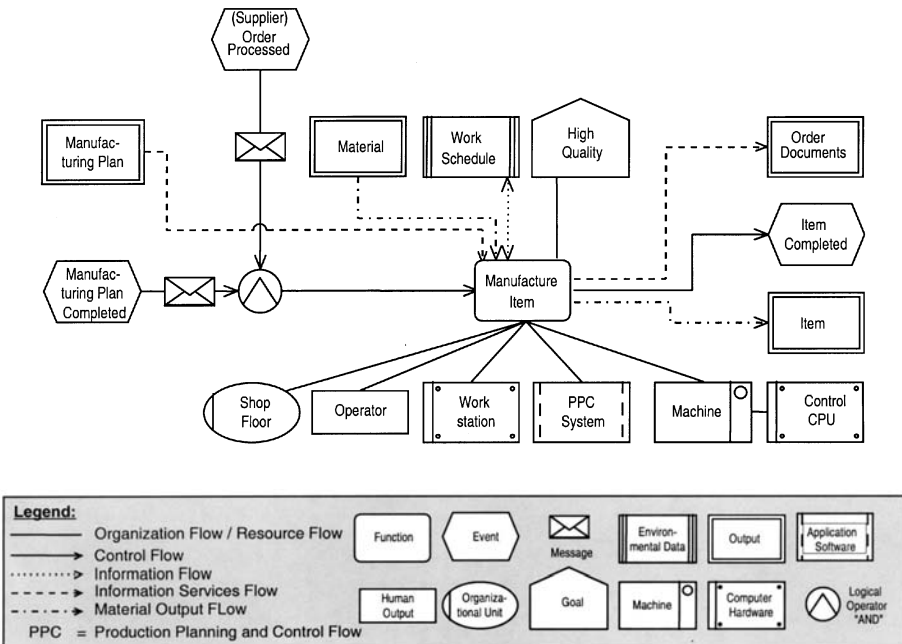 (Supplier)
Order
Processed
Manufac-
turing Plan
Material
Work
Schedule
High
Quality
Order
Documents
Manufac-
turing Plan
Completed
Manufacture
Item
Item
Completed
Item
Shop
Floor
Operator
Work
station
PPC
System
Machine
Control
CPU
Legend:
Organization Flow / Resource Flow
Control Flow
Information Flow
Information Services Flow
Material Output FLow
PPC = Production Planning and Control Flow
Function
Event
Message
Environ-
mental Data
Output
Application
Software
Human
Output
Organiza-
tional Unit
Goal
Machine
Computer
Hardware
Logical
Operator
"AND"